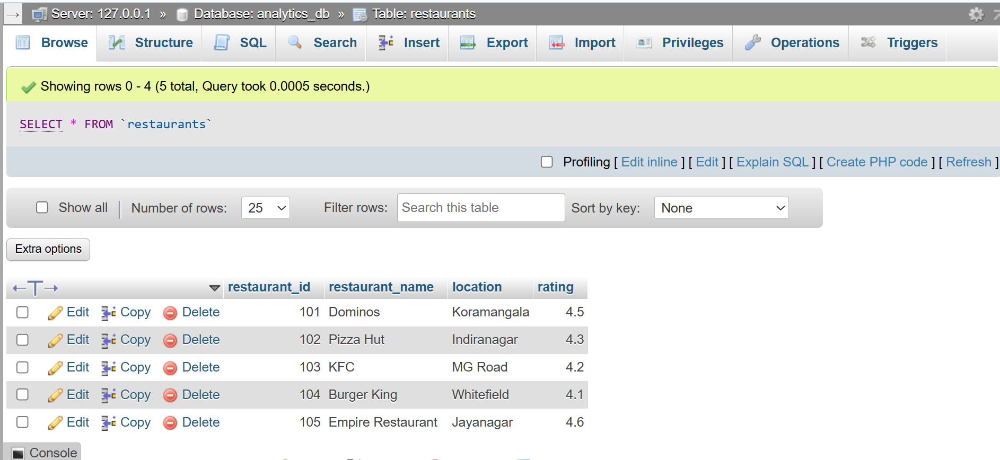 → Server: 127.0.0.1 » Database: analytics_db » Table: restaurants
Browse Structure SQL Search Insert Export Import Privileges Operations Triggers
Showing rows 0 - 4 (5 total, Query took 0.0005 seconds.)
SELECT * FROM `restaurants`
Profiling [ Edit inline ] [ Edit ] [ Explain SQL ] [ Create PHP code ] [ Refresh ]
Show all | Number of rows: 25 Filter rows: Search this table Sort by key: None
Extra options
←T→ restaurant_id restaurant_name location rating
Edit Copy Delete 101 Dominos Koramangala 4.5
Edit Copy Delete 102 Pizza Hut Indiranagar 4.3
Edit Copy Delete 103 KFC MG Road 4.2
Edit Copy Delete 104 Burger King Whitefield 4.1
Edit Copy Delete 105 Empire Restaurant Jayanagar 4.6
Console